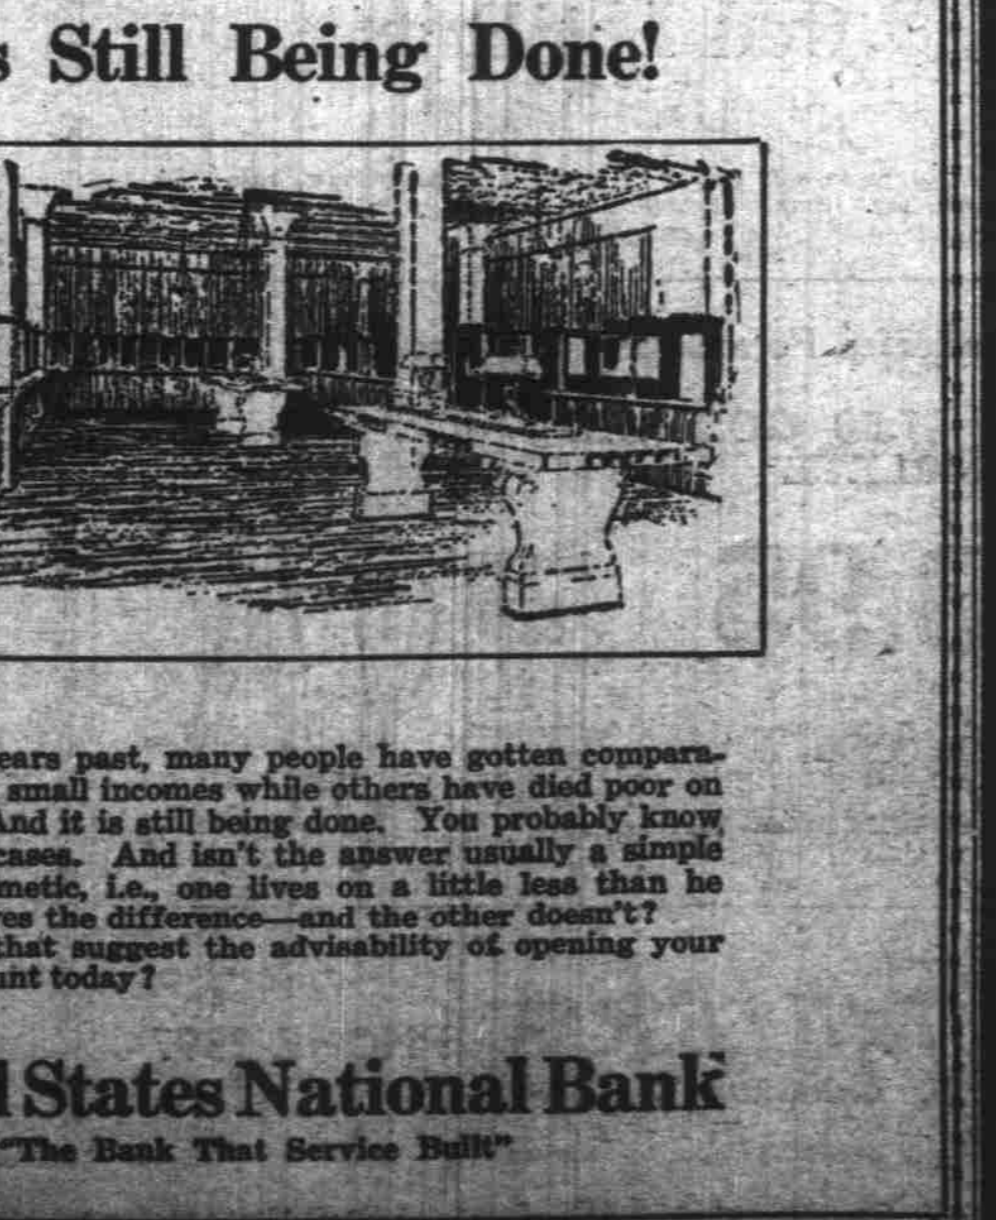 s Still Being Done!
ears past, many people have gotten compara-
small incomes while others have died poor on
And it is still being done. You probably know
cases. And isn't the answer usually a simple
metic, i.e., one lives on a little less than he
es the difference—and the other doesn't?
that suggest the advisability of opening your
unt today?
d States National Bank
"The Bank That Service Built"